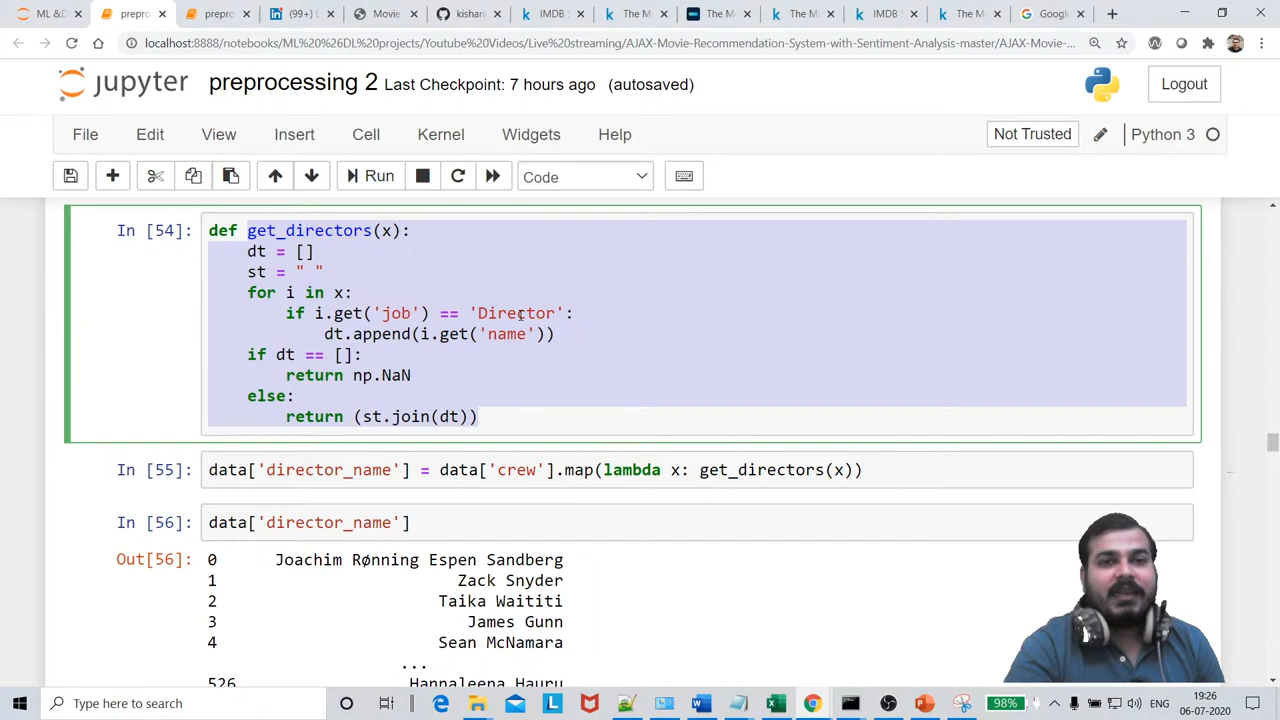 ML &D
prepro
prepro
(99+) L
Movie
kishan
IMDB S
The M
The M
The M
IMDB S
The M
Google
localhost:8888/notebooks/ML%20%26DL%20projects/Youtube%20Videos/Live%20streaming/AJAX-Movie-Recommendation-System-with-Sentiment-Analysis-master/AJAX-Movie-...
jupyter preprocessing 2 Last Checkpoint: 7 hours ago (autosaved) Logout
File Edit View Insert Cell Kernel Widgets Help Not Trusted Python 3
Run Code
In [54]: def get_directors(x):
dt = []
st = " "
for i in x:
if i.get('job') == 'Director':
dt.append(i.get('name'))
if dt == []:
return np.NaN
else:
return (st.join(dt))
In [55]: data['director_name'] = data['crew'].map(lambda x: get_directors(x))
In [56]: data['director_name']
Out[56]: 0 Joachim Rønning Espen Sandberg
1 Zack Snyder
2 Taika Waititi
3 James Gunn
4 Sean McNamara
...
526 Hannaleena Hauru
Type here to search
98%
ENG
19:26
06-07-2020